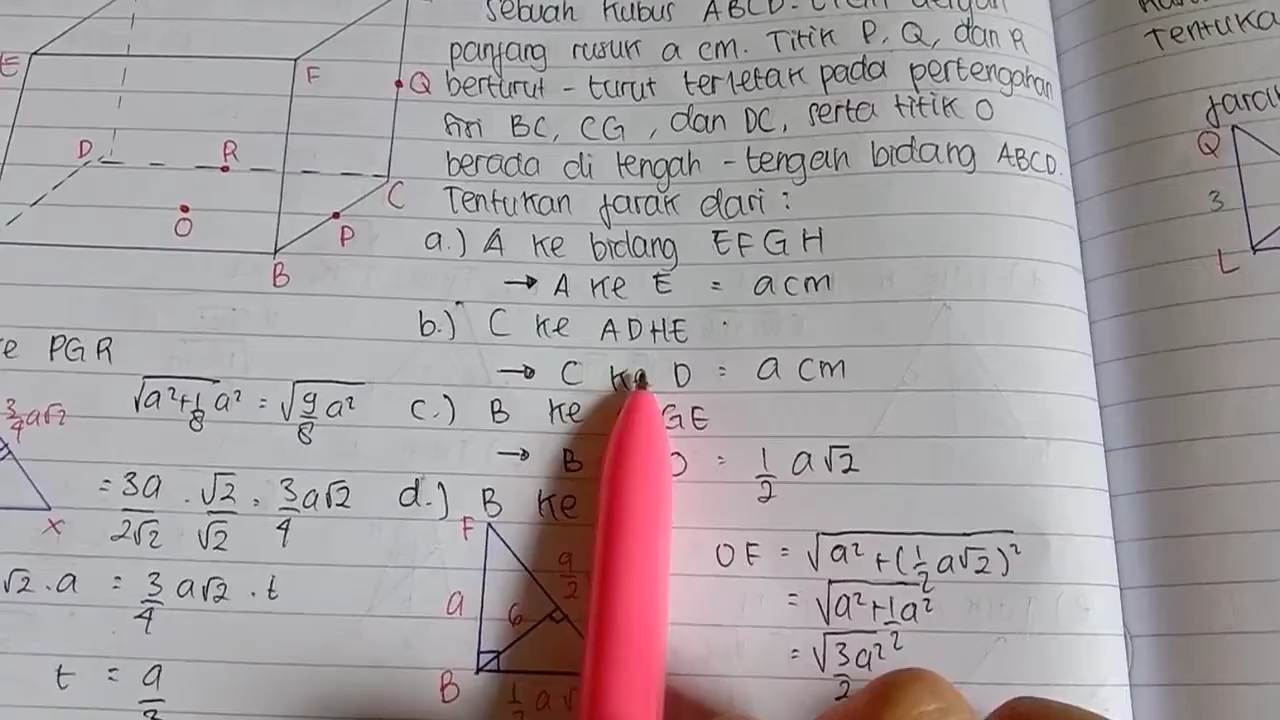 Sebuah kubus ABCD.
panjang rusuk a cm. Titik P, Q, dan R
berturut - turut terletak pada pertengahan
BC, CG, dan DC, serta titik O
berada di tengah - tengah bidang ABCD.
Tentukan jarak dari :
a.) A ke bidang EFGH
→ A ke E = a cm
b.) C ke ADHE
→ C ke D = a cm
c.) B ke GE
→ B = 1/2 a√2
d.) B ke
OF = √(a² + (1/2 a√2)²)
= √(a² + 1/2 a²)
= √(3/2 a²)
F
a
a/2
6
B
E
F
Q
D
R
C
O
P
B
PGR
3/4 a√2
√(a² + 1/8 a²) = √(9/8 a²)
= 3a/2√2 . √2/√2 = 3/4 a√2
x
√2 . a = 3/4 a√2 . t
t = a/3
Tentuka
Q
3
L